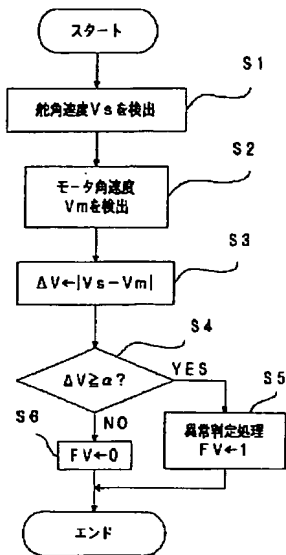 スタート
S1
舵角速度Vsを検出
S2
モータ角速度
Vmを検出
S3
ΔV←|Vs−Vm|
S4
ΔV≧α?
YES
S5
S6
NO
異常判定処理
FV←1
FV←0
エンド